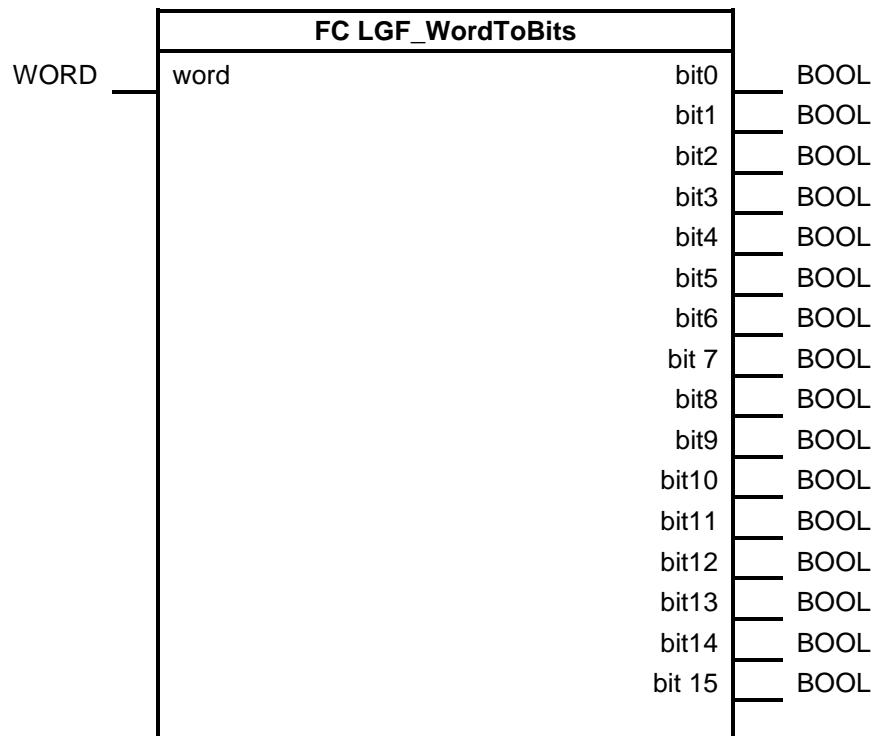 FC LGF_WordToBits
WORD word bit0 BOOL
bit1 BOOL
bit2 BOOL
bit3 BOOL
bit4 BOOL
bit5 BOOL
bit6 BOOL
bit 7 BOOL
bit8 BOOL
bit9 BOOL
bit10 BOOL
bit11 BOOL
bit12 BOOL
bit13 BOOL
bit14 BOOL
bit 15 BOOL